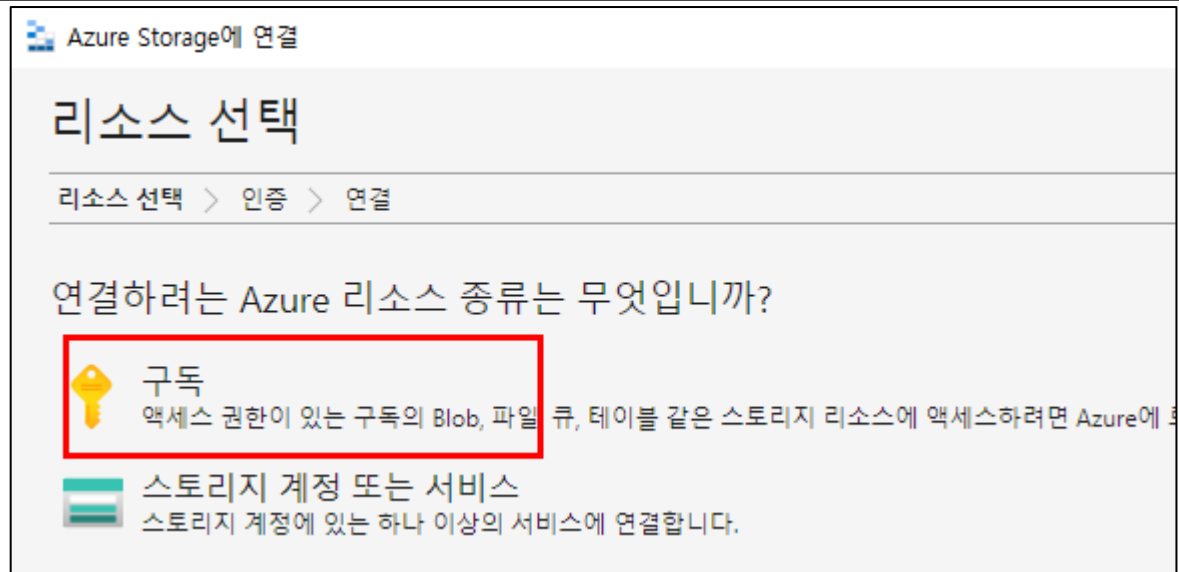 Azure Storage에 연결
리소스 선택
리소스 선택 > 인증 > 연결
연결하려는 Azure 리소스 종류는 무엇입니까?
구독
액세스 권한이 있는 구독의 Blob, 파일, 큐, 테이블 같은 스토리지 리소스에 액세스하려면 Azure에
스토리지 계정 또는 서비스
스토리지 계정에 있는 하나 이상의 서비스에 연결합니다.